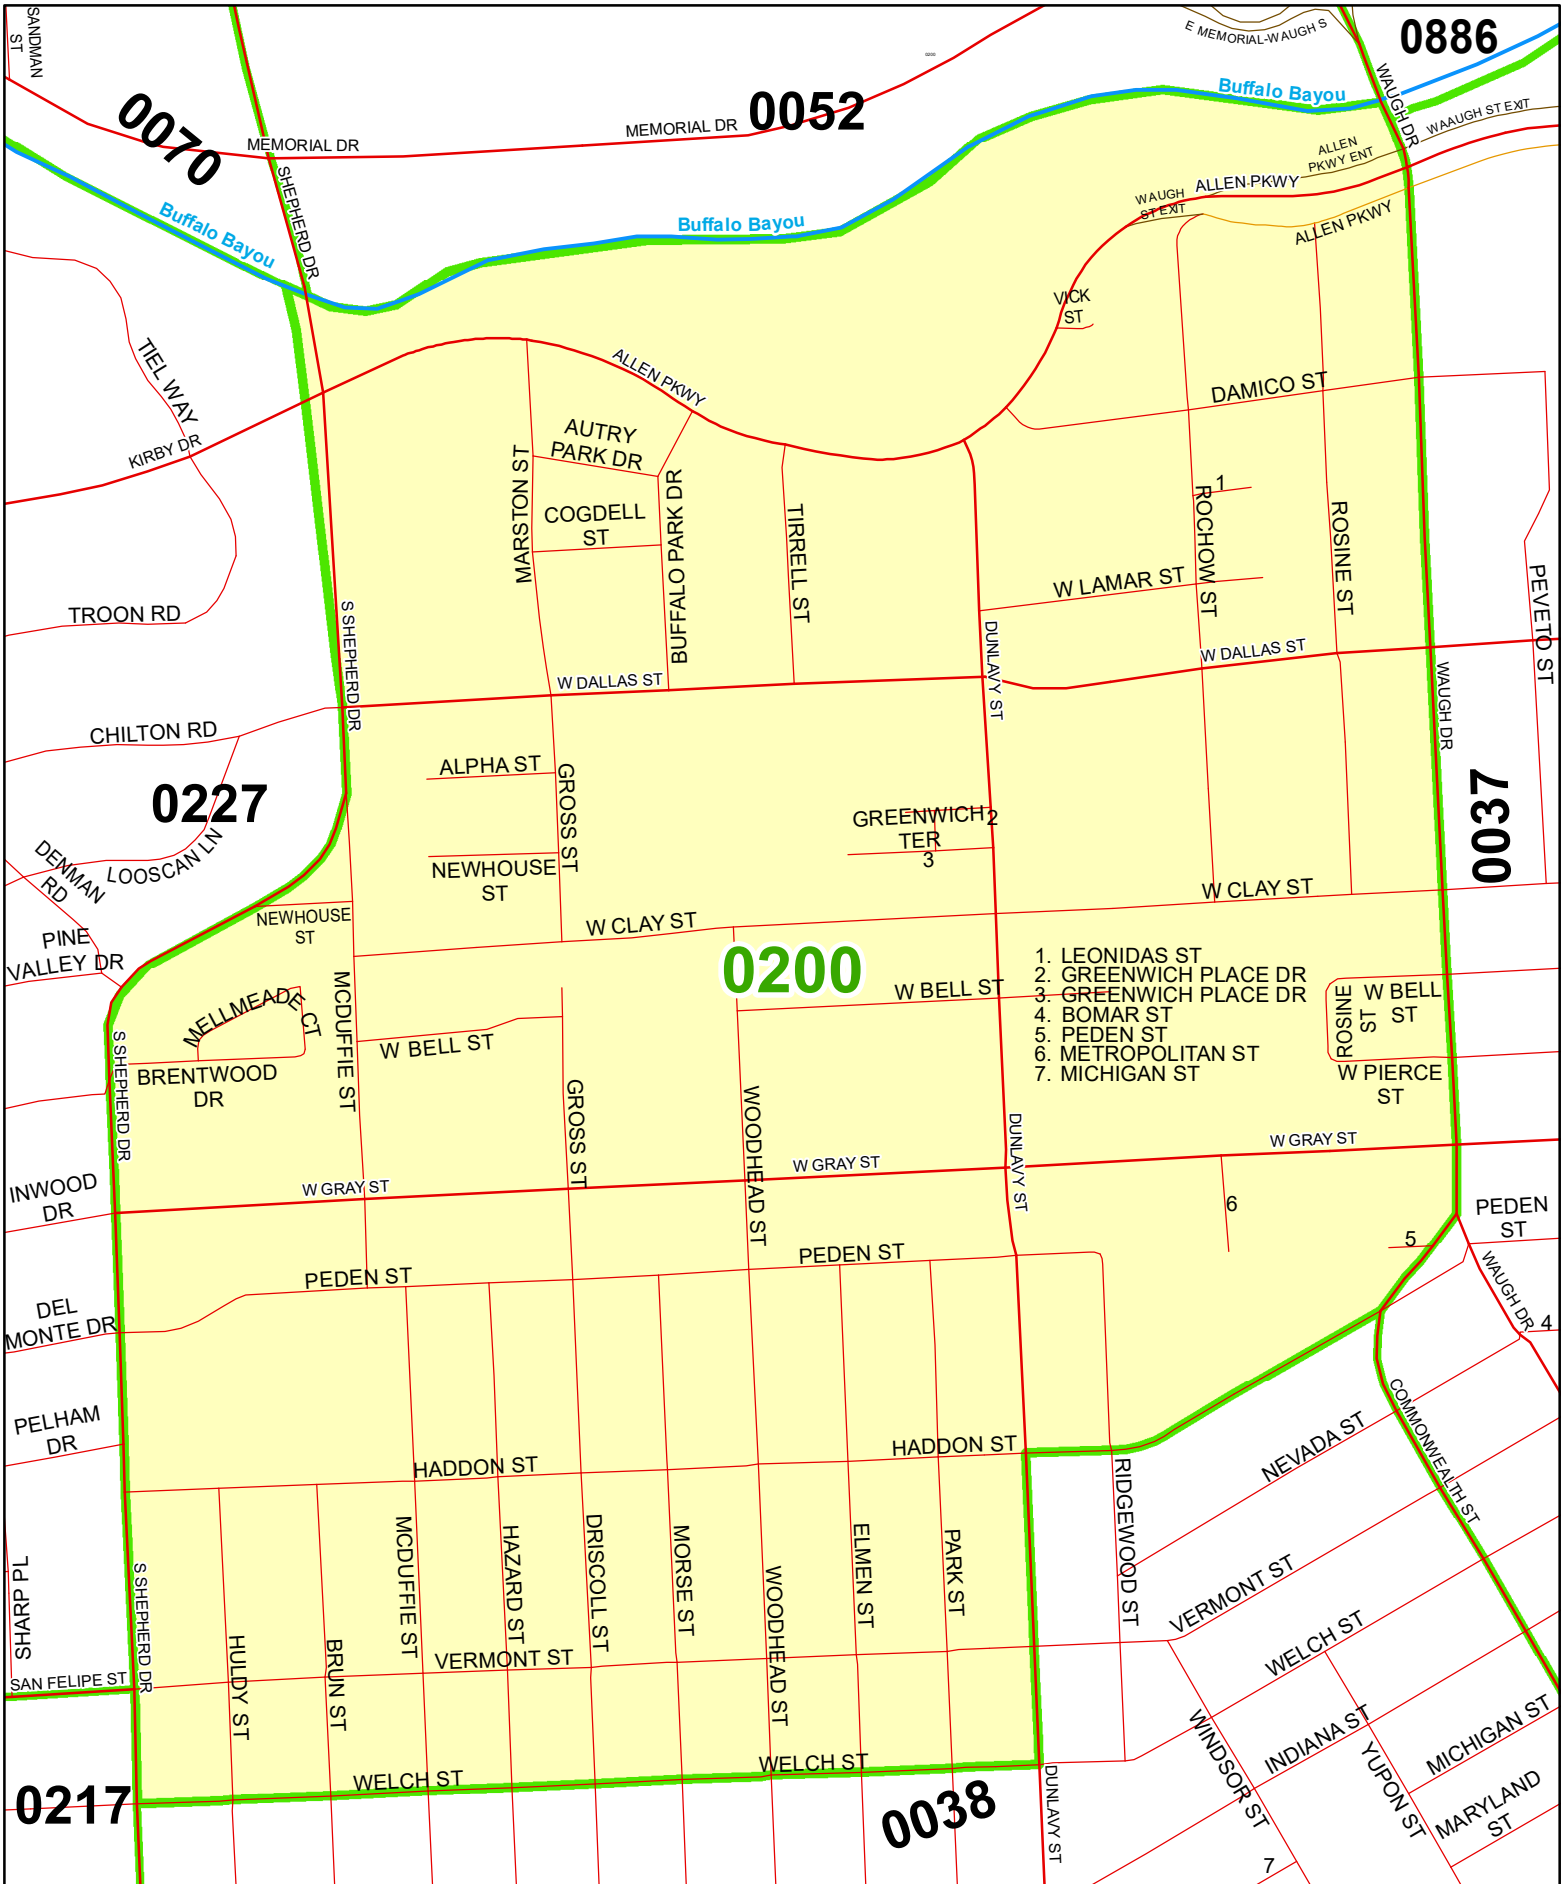 SANDMAN
ST
E MEMORIAL-WAUGH S
0886
0200
0070
0052
MEMORIAL DR
MEMORIAL DR
Buffalo Bayou
WAUGH DR
WAAUGH ST EXIT
ALLEN
PKWY ENT
SHEPHERD DR
Buffalo Bayou
Buffalo Bayou
WAUGH
ST EXIT
ALLEN PKWY
ALLEN PKWY
VICK
ST
TIEL WAY
ALLEN PKWY
DAMICO ST
KIRBY DR
AUTRY
PARK DR
MARSTON ST
COGDELL
ST
BUFFALO PARK DR
TIRRELL ST
1
ROCHOW ST
ROSINE ST
W LAMAR ST
PEVETO ST
TROON RD
S SHEPHERD DR
DUNLAVY ST
W DALLAS ST
W DALLAS ST
WAUGH DR
CHILTON RD
ALPHA ST
GROSS ST
0227
0037
GREENWICH
TER
2
3
DENMAN
RD
LOOSCAN LN
NEWHOUSE
ST
W CLAY ST
NEWHOUSE
ST
W CLAY ST
PINE
VALLEY DR
0200
1. LEONIDAS ST
2. GREENWICH PLACE DR
3. GREENWICH PLACE DR
4. BOMAR ST
5. PEDEN ST
6. METROPOLITAN ST
7. MICHIGAN ST
W BELL ST
ROSINE
ST
W BELL
ST
MELLMEADE CT
MCDUFFIE ST
W BELL ST
S SHEPHERD DR
BRENTWOOD
DR
W PIERCE
ST
GROSS ST
WOODHEAD ST
DUNLAVY ST
W GRAY ST
W GRAY ST
W GRAY ST
INWOOD
DR
6
PEDEN
ST
5
PEDEN ST
PEDEN ST
WAUGH DR
4
DEL
MONTE DR
PELHAM
DR
COMMONWEALTH ST
NEVADA ST
HADDON ST
HADDON ST
RIDGEWOOD ST
SHARP PL
S SHEPHERD DR
MCDUFFIE ST
HAZARD ST
DRISCOLL ST
MORSE ST
WOODHEAD ST
ELMEN ST
PARK ST
VERMONT ST
WELCH ST
HULDY ST
BRUN ST
VERMONT ST
SAN FELIPE ST
WINDSOR ST
INDIANA ST
YUPON ST
MICHIGAN ST
MARYLAND
ST
WELCH ST
WELCH ST
0217
0038
DUNLAVY ST
7